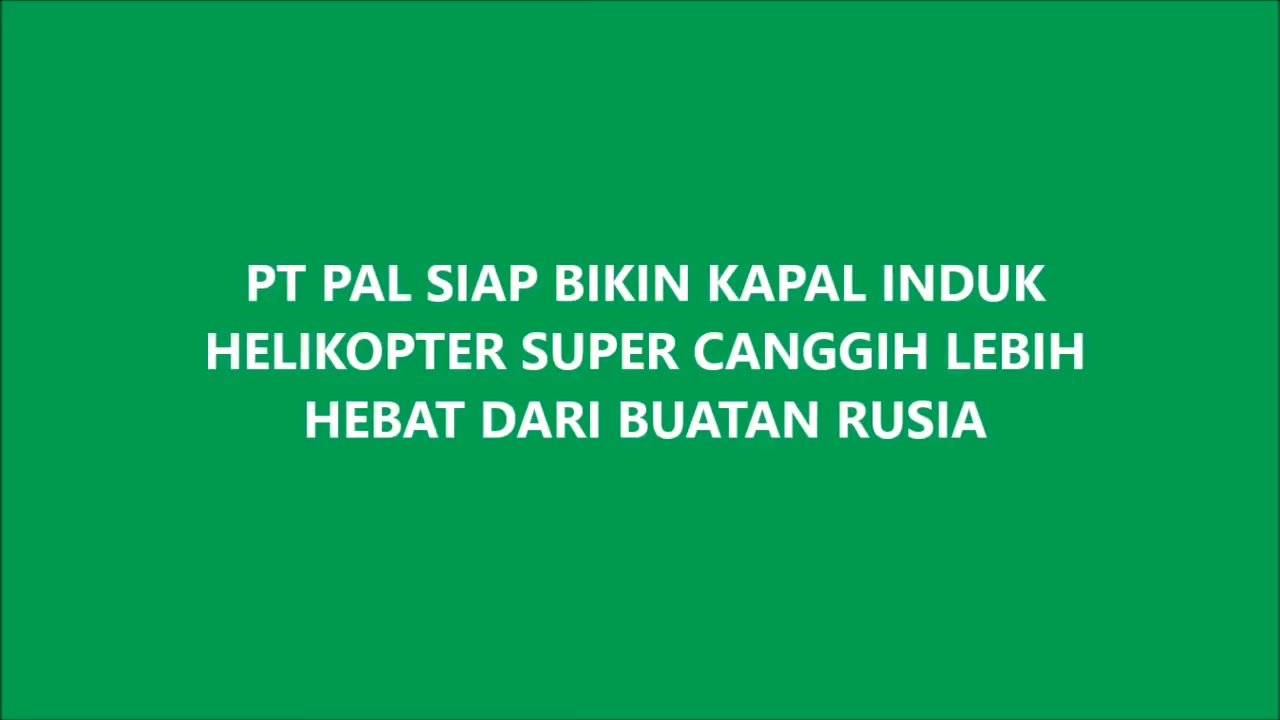 PT PAL SIAP BIKIN KAPAL INDUK
HELIKOPTER SUPER CANGGIH LEBIH
HEBAT DARI BUATAN RUSIA